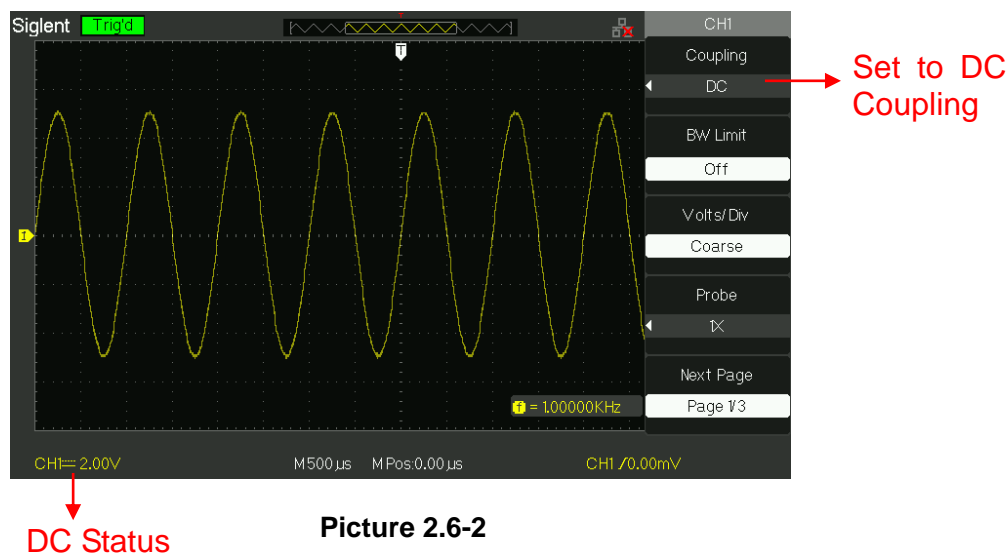 Siglent Trig'd
T
CH1
Coupling
DC
BW Limit
Off
Volts/Div
Coarse
Probe
1X
Next Page
Page 1/3
Set to DC
Coupling
1
f = 1.00000KHz
CH1 2.00V M 500μs M Pos:0.00μs CH1 /0.00mV
DC Status
Picture 2.6-2